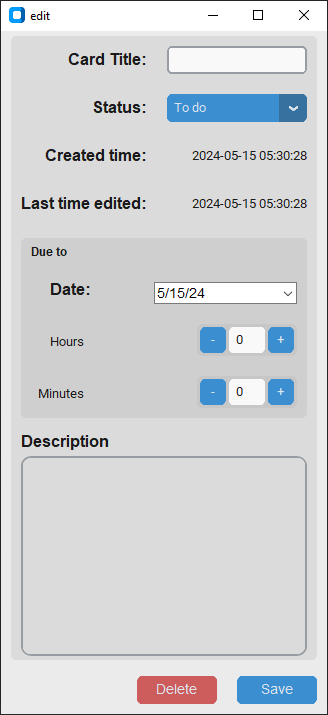 edit
Card Title:
Status: To do
Created time: 2024-05-15 05:30:28
Last time edited: 2024-05-15 05:30:28
Due to
Date: 5/15/24
Hours - 0 +
Minutes - 0 +
Description
Delete Save